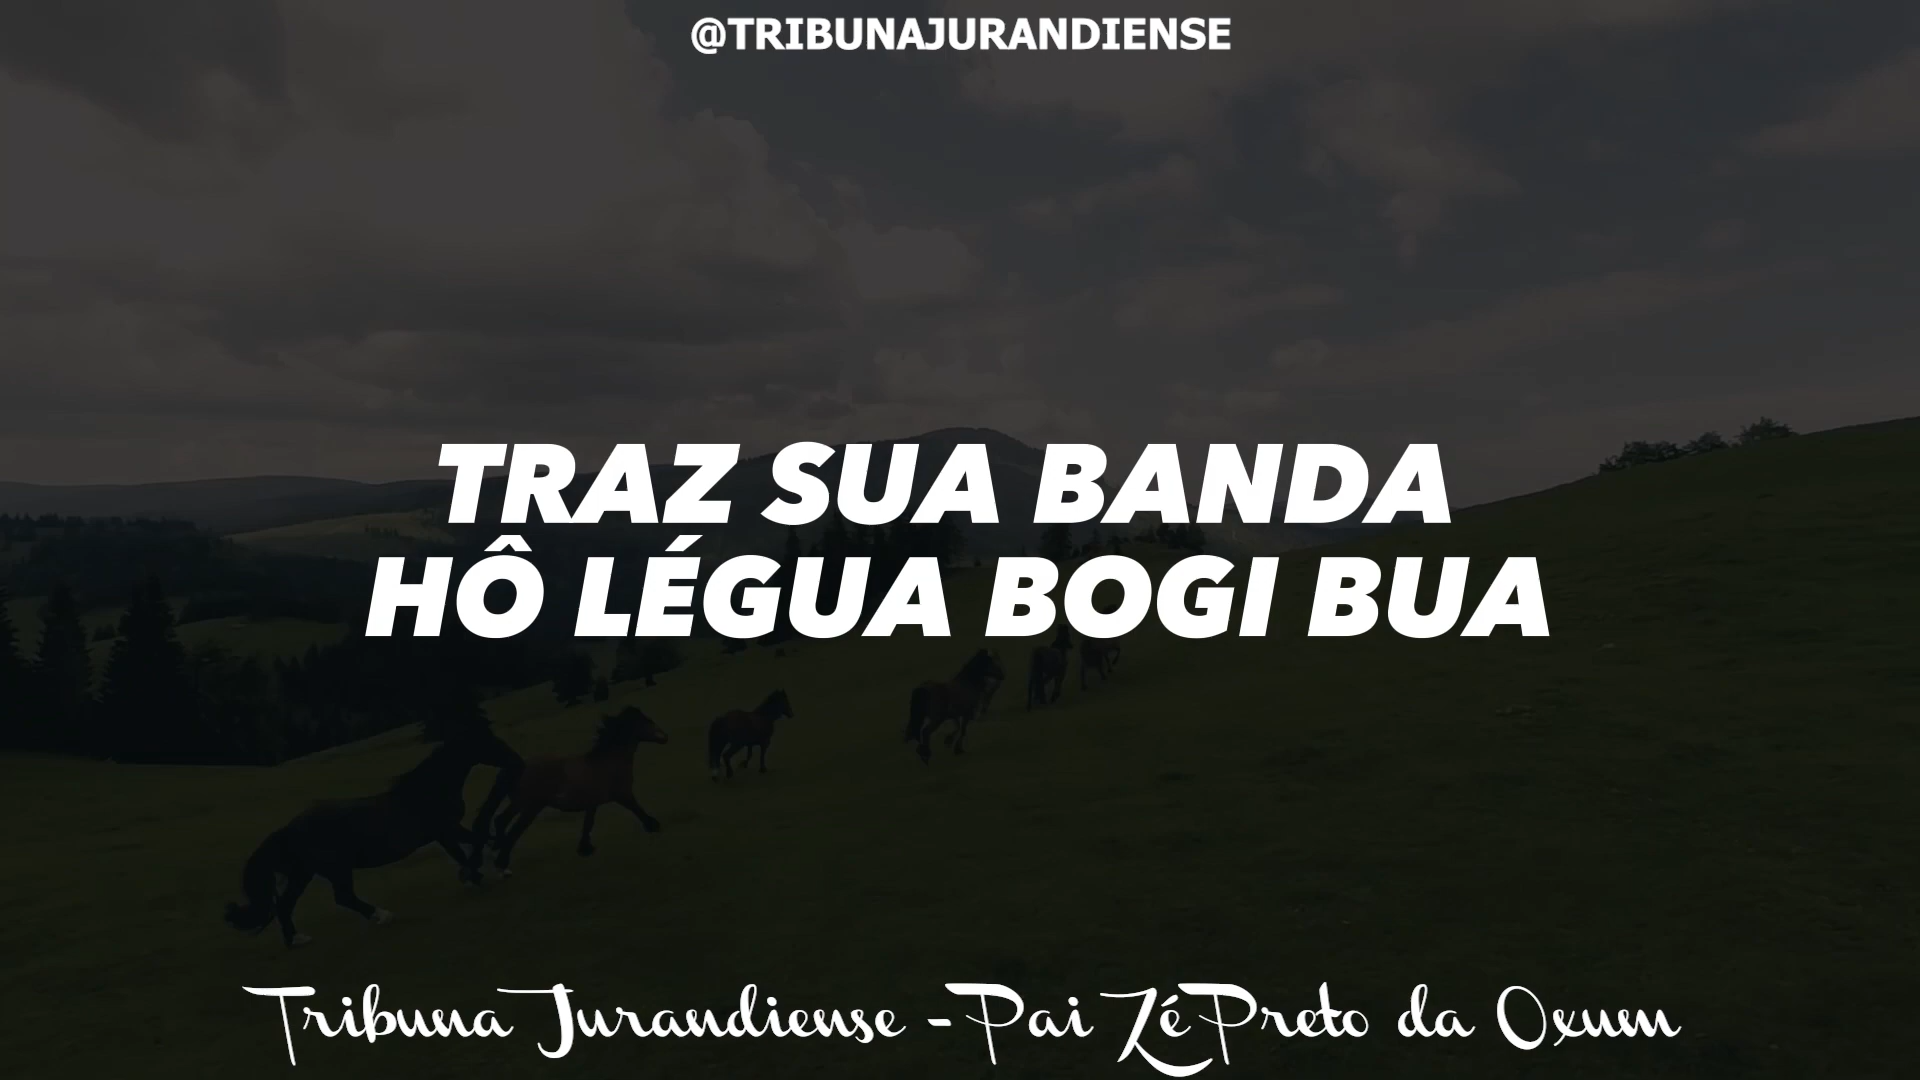 @TRIBUNAJURANDIENSE
TRAZ SUA BANDA
HÔ LÉGUA BOGI BUA
Tribuna Jurandiense - Pai Zé Preto da Oxum